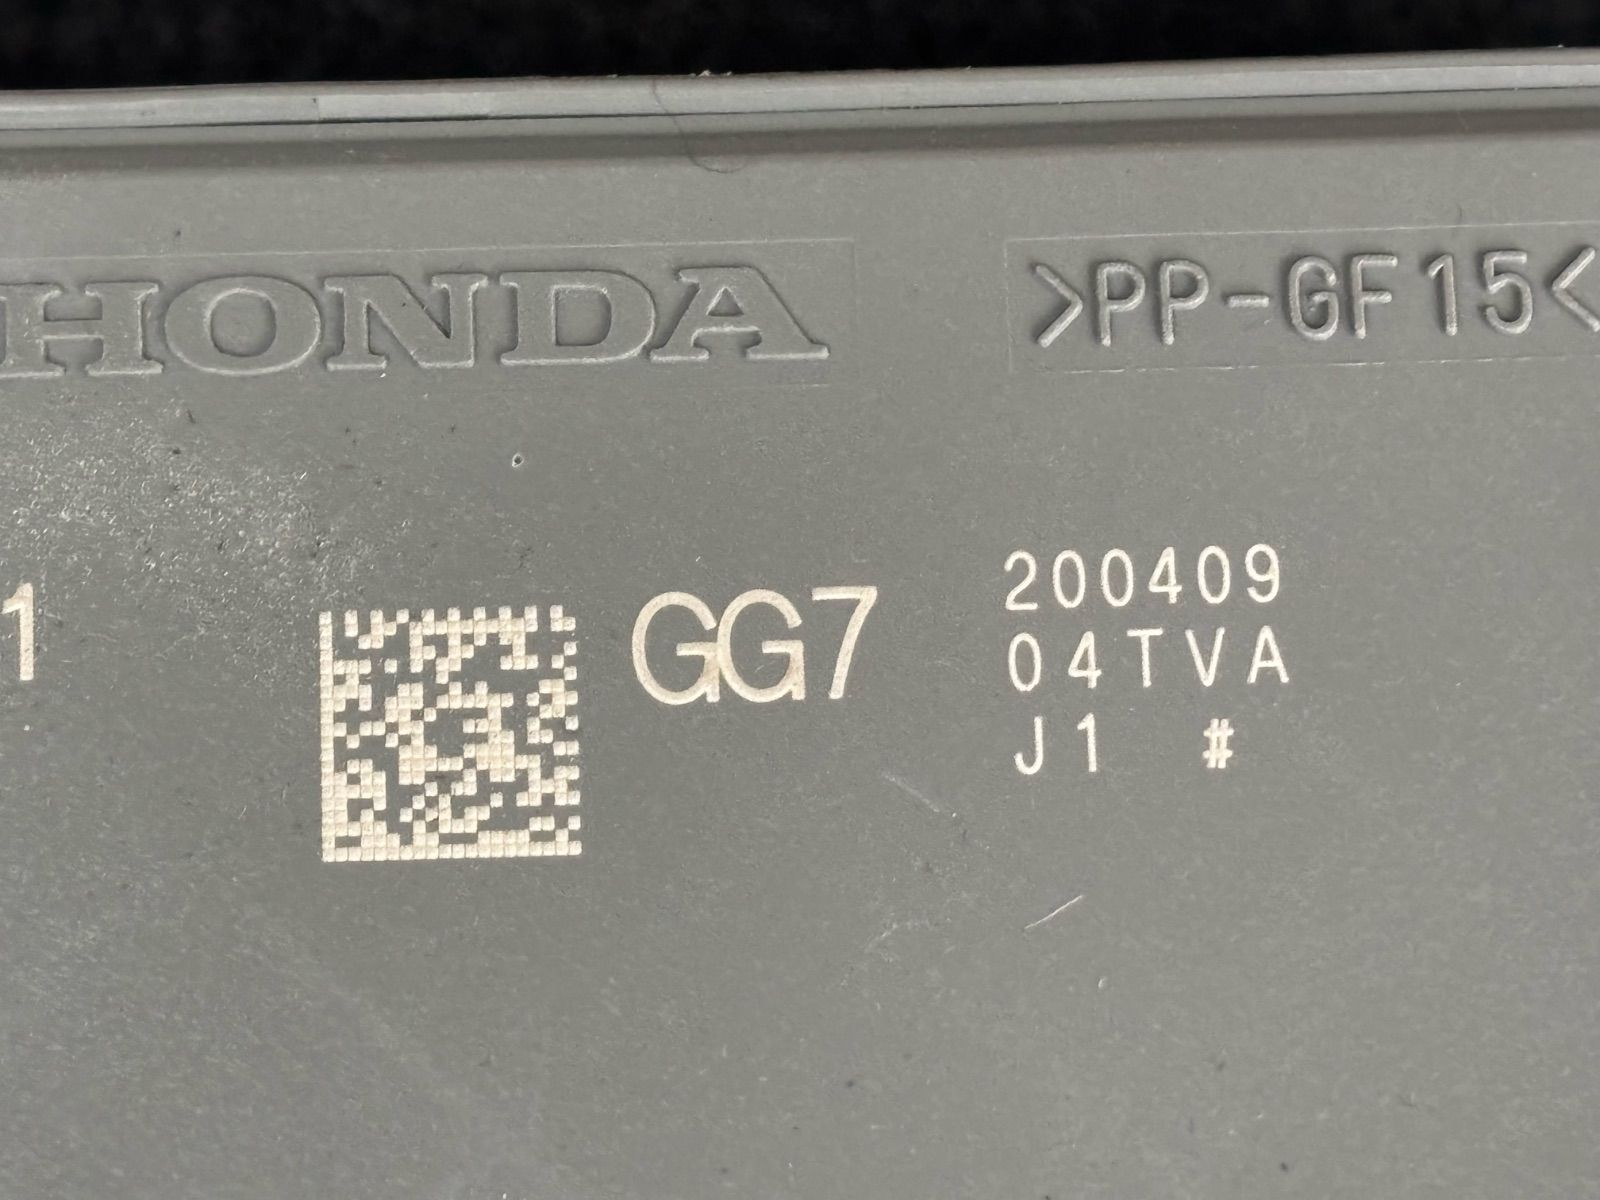 HONDA >PP-GF15<
1
GG7
200409
04TVA
J1 #